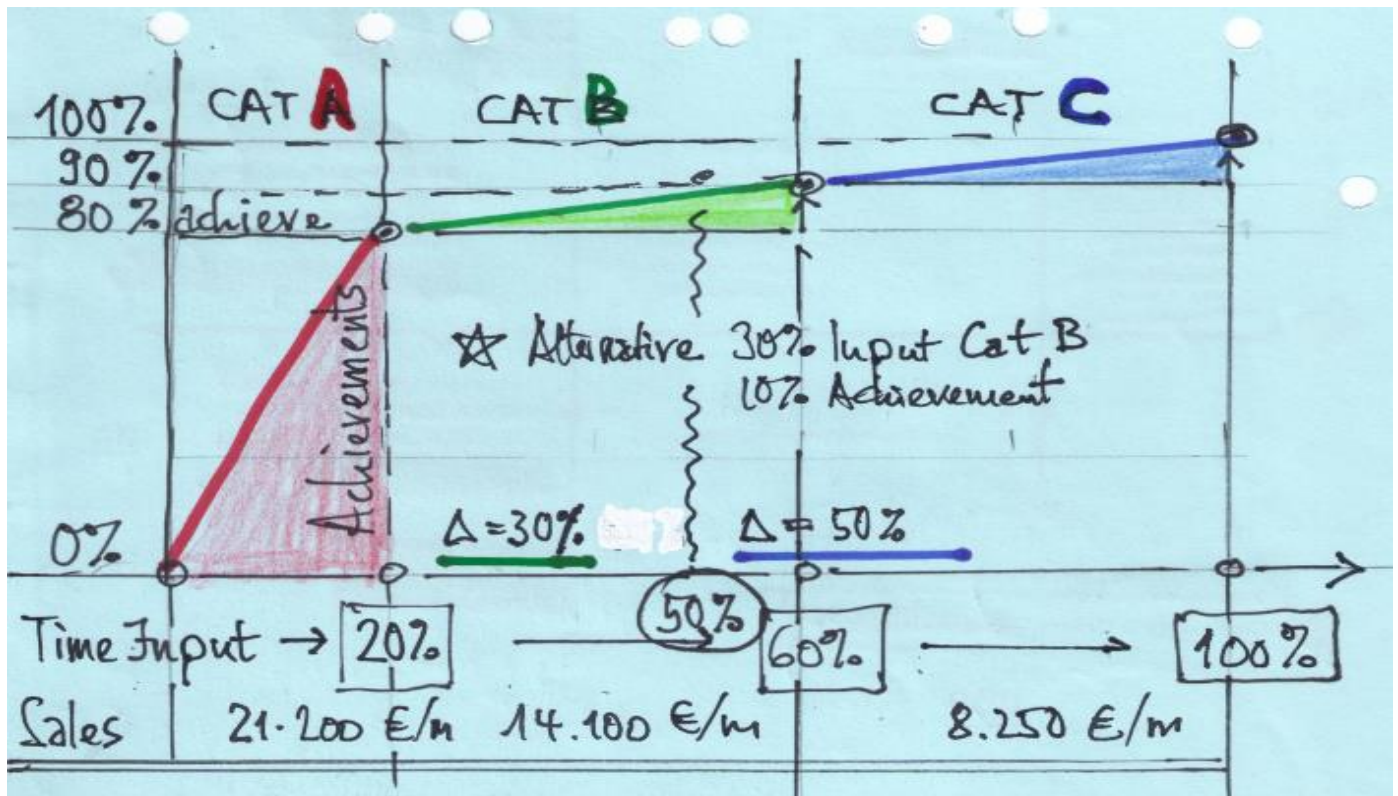 CAT A CAT B CAT C
100%
90%
80% achieve
Achievements
☆ Alternative 30% Input Cat B
10% Achievement
0%
Δ=30% Δ = 50%
50%
Time Input → 20% → 60% → 100%
Sales 21.200 €/m 14.100 €/m 8.250 €/m